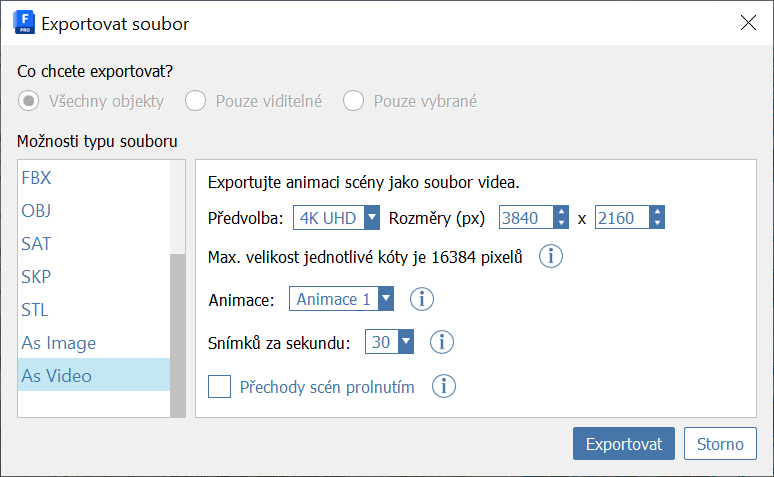 F
PRO
Exportovat soubor
Co chcete exportovat?
Všechny objekty Pouze viditelné Pouze vybrané
Možnosti typu souboru
FBX
OBJ
SAT
SKP
STL
As Image
As Video
Exportujte animaci scény jako soubor videa.
Předvolba: 4K UHD Rozměry (px) 3840 x 2160
Max. velikost jednotlivé kóty je 16384 pixelů
Animace: Animace 1
Snímků za sekundu: 30
Přechody scén prolnutím
Exportovat Storno